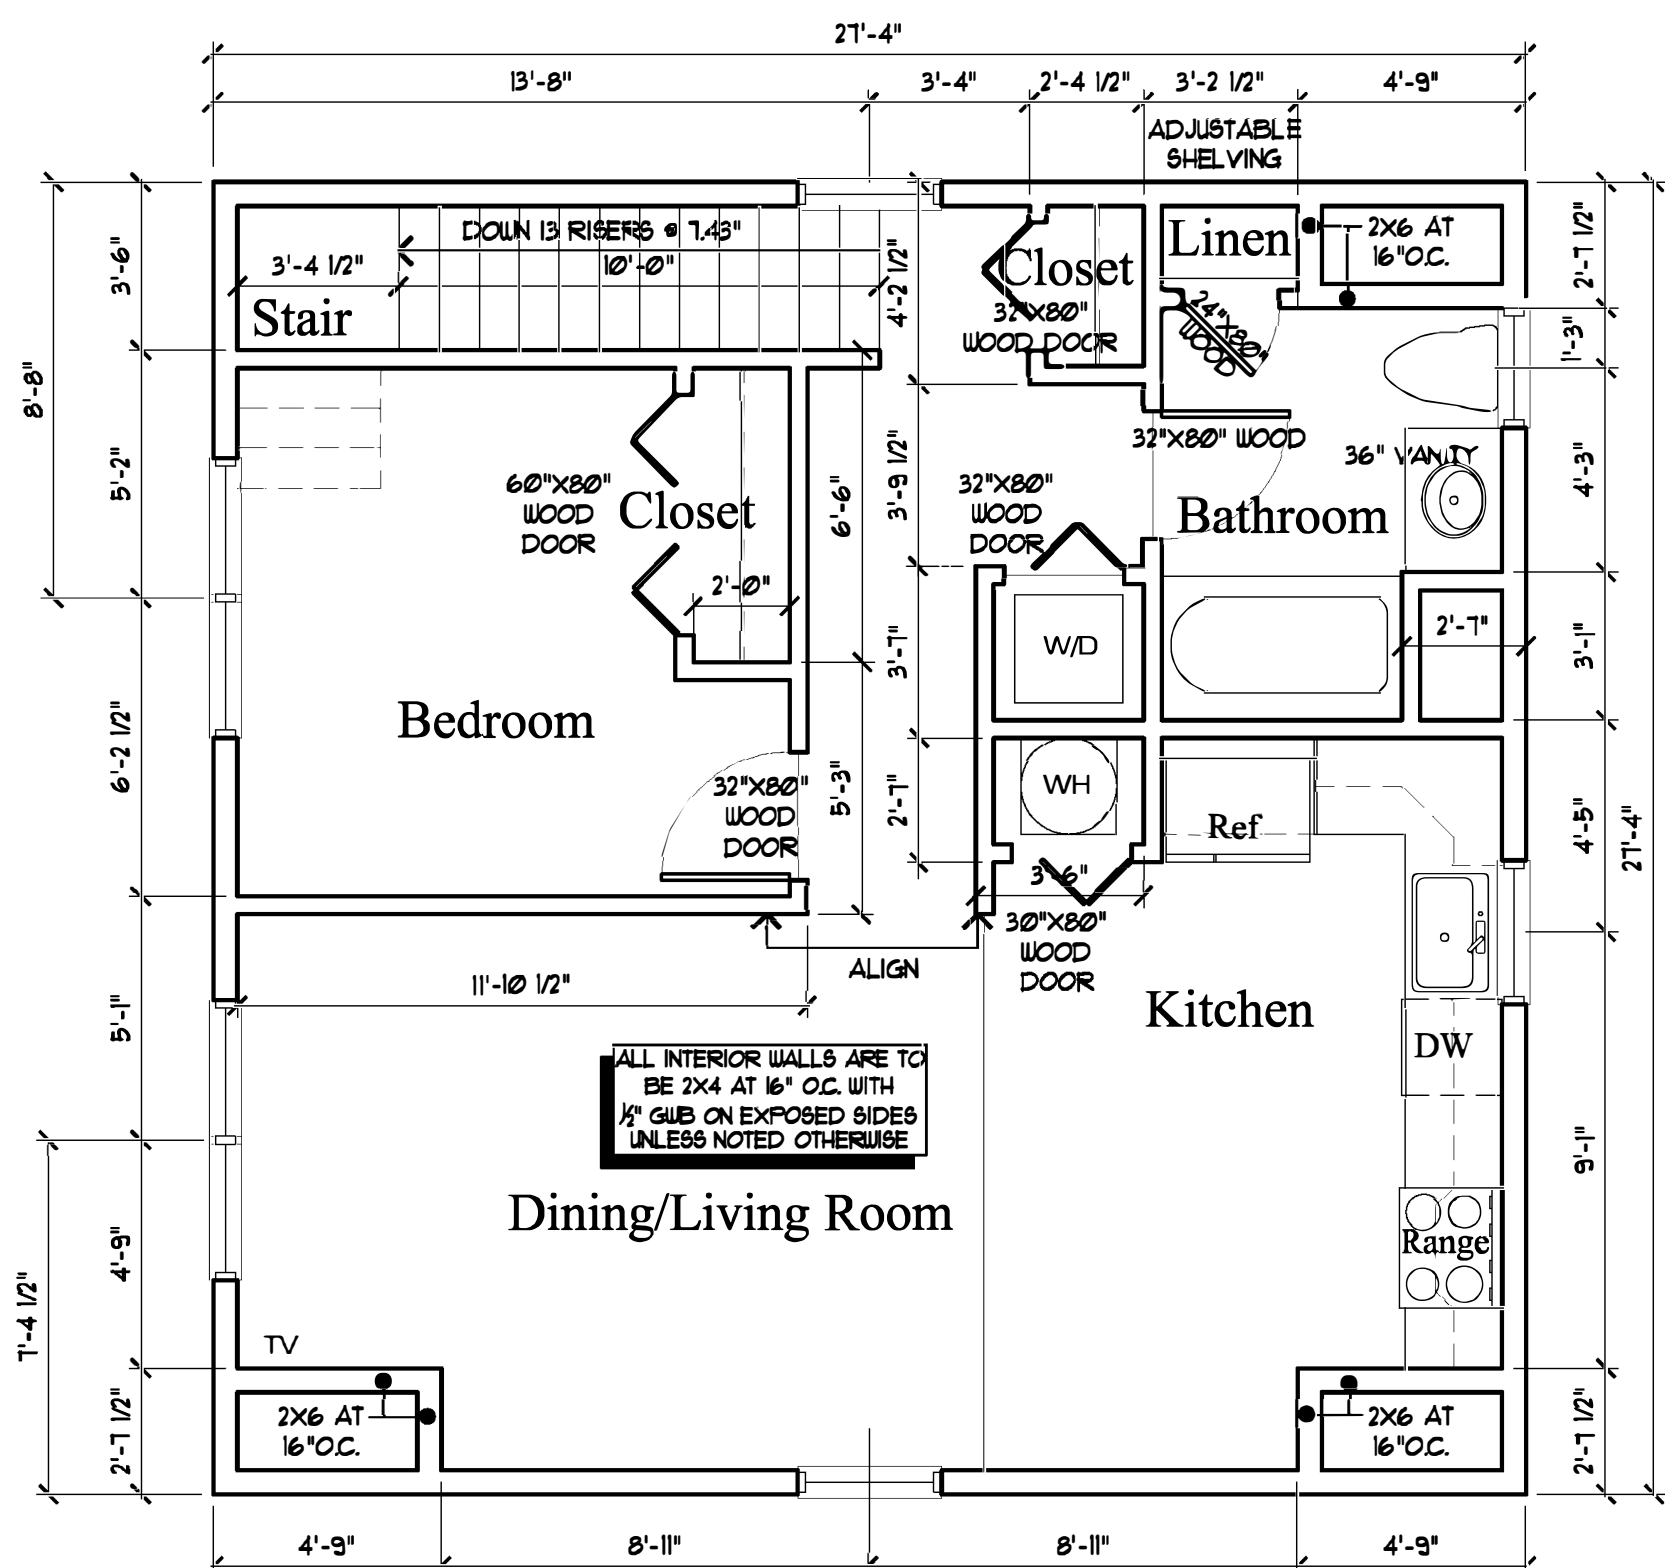 27'-4"
13'-8"
3'-4"
2'-4 1/2"
3'-2 1/2"
4'-9"
ADJUSTABLE
SHELVING
DOWN 13 RISERS @ 7.43"
3'-4 1/2"
10'-0"
Stair
3'-6"
8'-8"
4'-2 1/2"
Closet
32"X80"
WOOD DOOR
Linen
24"X80"
WOOD
2X6 AT
16"O.C.
2'-7 1/2"
1'-3"
5'-2"
60"X80"
WOOD
DOOR
Closet
2'-0"
6'-6"
3'-9 1/2"
32"X80"
WOOD
DOOR
32"X80" WOOD
36" VANITY
Bathroom
4'-3"
Bedroom
6'-2 1/2"
32"X80"
WOOD
DOOR
5'-3"
3'-7"
2'-7"
W/D
WH
2'-7"
3'-1"
Ref
3'-6"
30"X80"
WOOD
DOOR
4'-5"
27'-4"
ALIGN
11'-10 1/2"
5'-1"
Kitchen
DW
ALL INTERIOR WALLS ARE TO
BE 2X4 AT 16" O.C. WITH
½" GWB ON EXPOSED SIDES
UNLESS NOTED OTHERWISE
Dining/Living Room
Range
9'-1"
4'-9"
7'-4 1/2"
TV
2X6 AT
16"O.C.
2'-7 1/2"
2X6 AT
16"O.C.
2'-7 1/2"
4'-9"
8'-11"
8'-11"
4'-9"